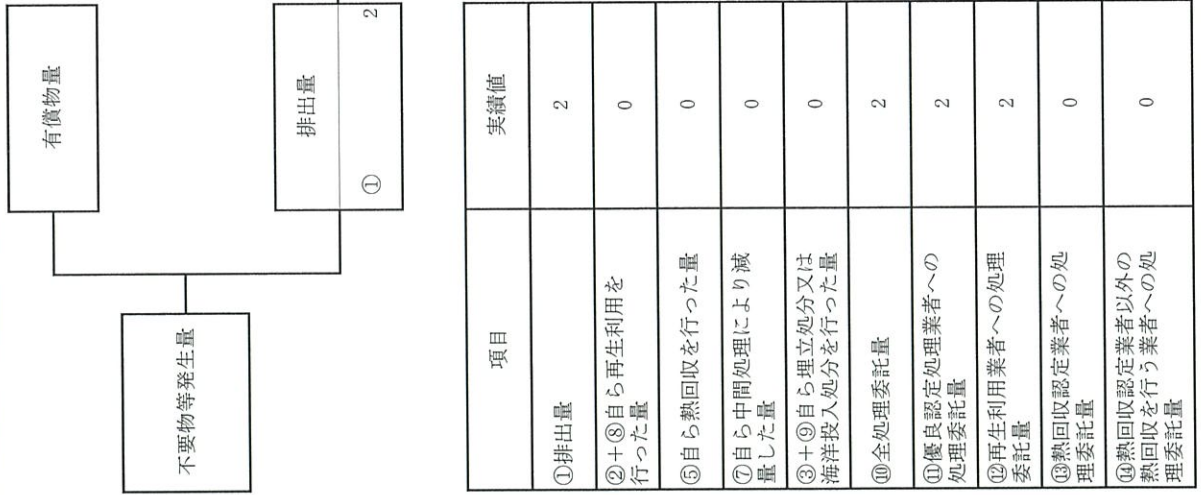 不要物等発生量
有償物量
排出量
① 2
項目 実績値
①排出量 2
②+⑧自ら再生利用を
行った量 0
⑤自ら熱回収を行った量 0
⑦自ら中間処理により減
量した量 0
③+⑨自ら埋立処分又は
海洋投入処分を行った量 0
⑩全処理委託量 2
⑪優良認定処理業者への
処理委託量 2
⑫再生利用業者への処理
委託量 2
⑬熱回収認定業者への処
理委託量 0
⑭熱回収認定業者以外の
熱回収を行う業者への処
理委託量 0